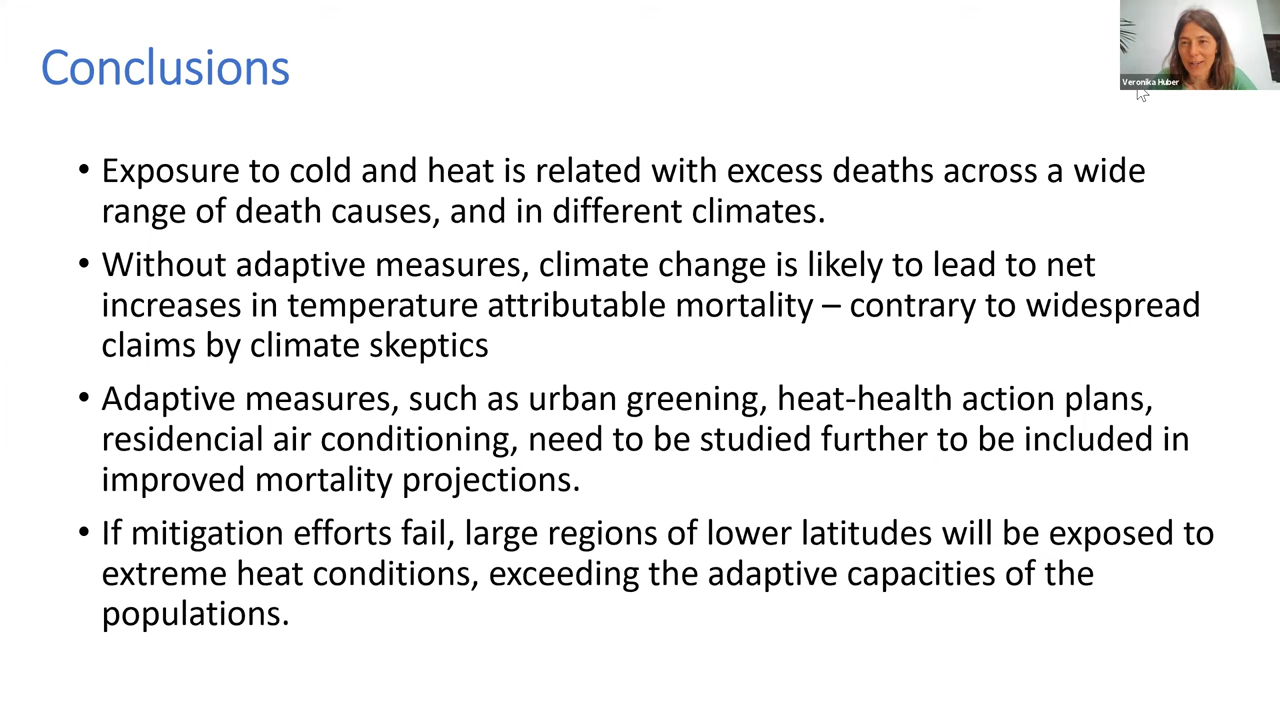 Conclusions
Veronika Huber
• Exposure to cold and heat is related with excess deaths across a wide
range of death causes, and in different climates.
• Without adaptive measures, climate change is likely to lead to net
increases in temperature attributable mortality – contrary to widespread
claims by climate skeptics
• Adaptive measures, such as urban greening, heat-health action plans,
residencial air conditioning, need to be studied further to be included in
improved mortality projections.
• If mitigation efforts fail, large regions of lower latitudes will be exposed to
extreme heat conditions, exceeding the adaptive capacities of the
populations.